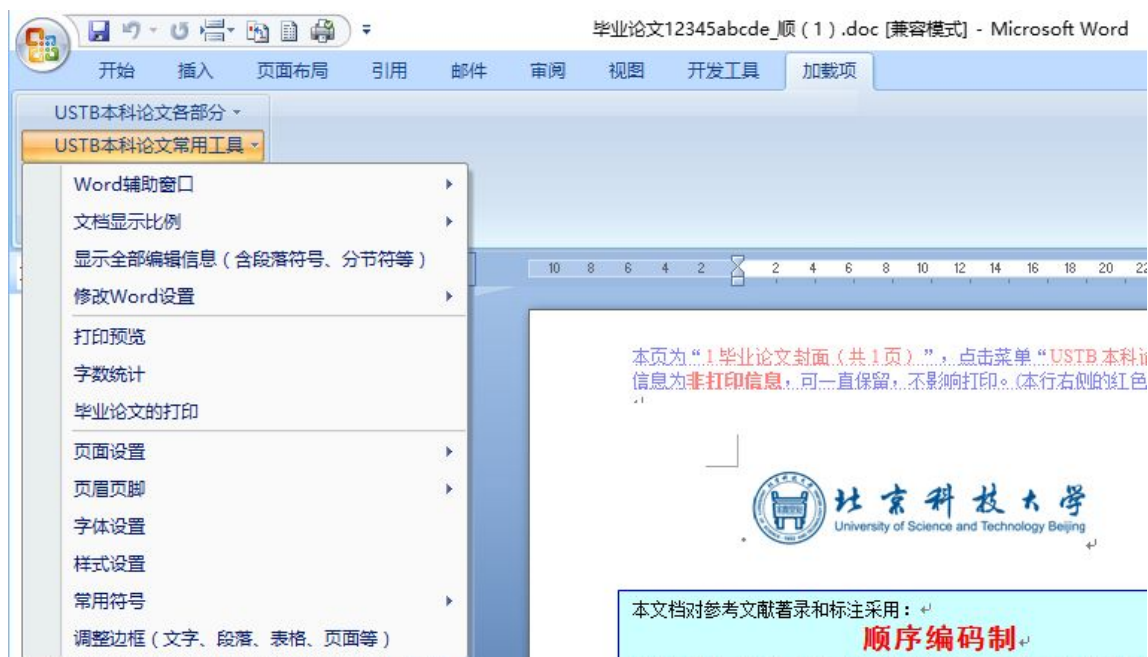 毕业论文12345abcde_顺（1）.doc [兼容模式] - Microsoft Word
开始 插入 页面布局 引用 邮件 审阅 视图 开发工具 加载项
USTB本科论文各部分
USTB本科论文常用工具
Word辅助窗口
文档显示比例
显示全部编辑信息（含段落符号、分节符等）
修改Word设置
打印预览
字数统计
毕业论文的打印
页面设置
页眉页脚
字体设置
样式设置
常用符号
调整边框（文字、段落、表格、页面等）
10 8 6 4 2 2 4 6 8 10 12 14 16 18 20 22
本页为“1毕业论文封面（共1页）”，点击菜单“USTB本科论
信息为非打印信息，可一直保留，不影响打印。(本行右侧的红色
北京科技大学
University of Science and Technology Beijing
本文档对参考文献著录和标注采用：
顺序编码制